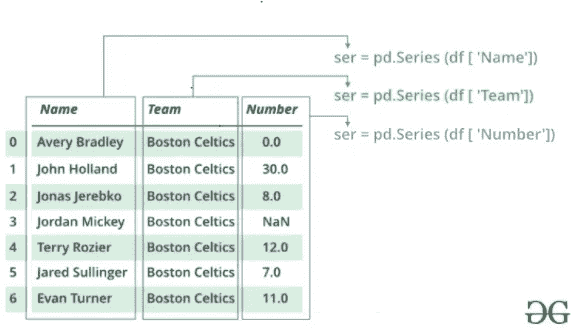 ser = pd.Series (df [ 'Name'])
ser = pd.Series (df [ 'Team'])
ser = pd.Series (df [ 'Number'])
Name Team Number
0 Avery Bradley Boston Celtics 0.0
1 John Holland Boston Celtics 30.0
2 Jonas Jerebko Boston Celtics 8.0
3 Jordan Mickey Boston Celtics NaN
4 Terry Rozier Boston Celtics 12.0
5 Jared Sullinger Boston Celtics 7.0
6 Evan Turner Boston Celtics 11.0